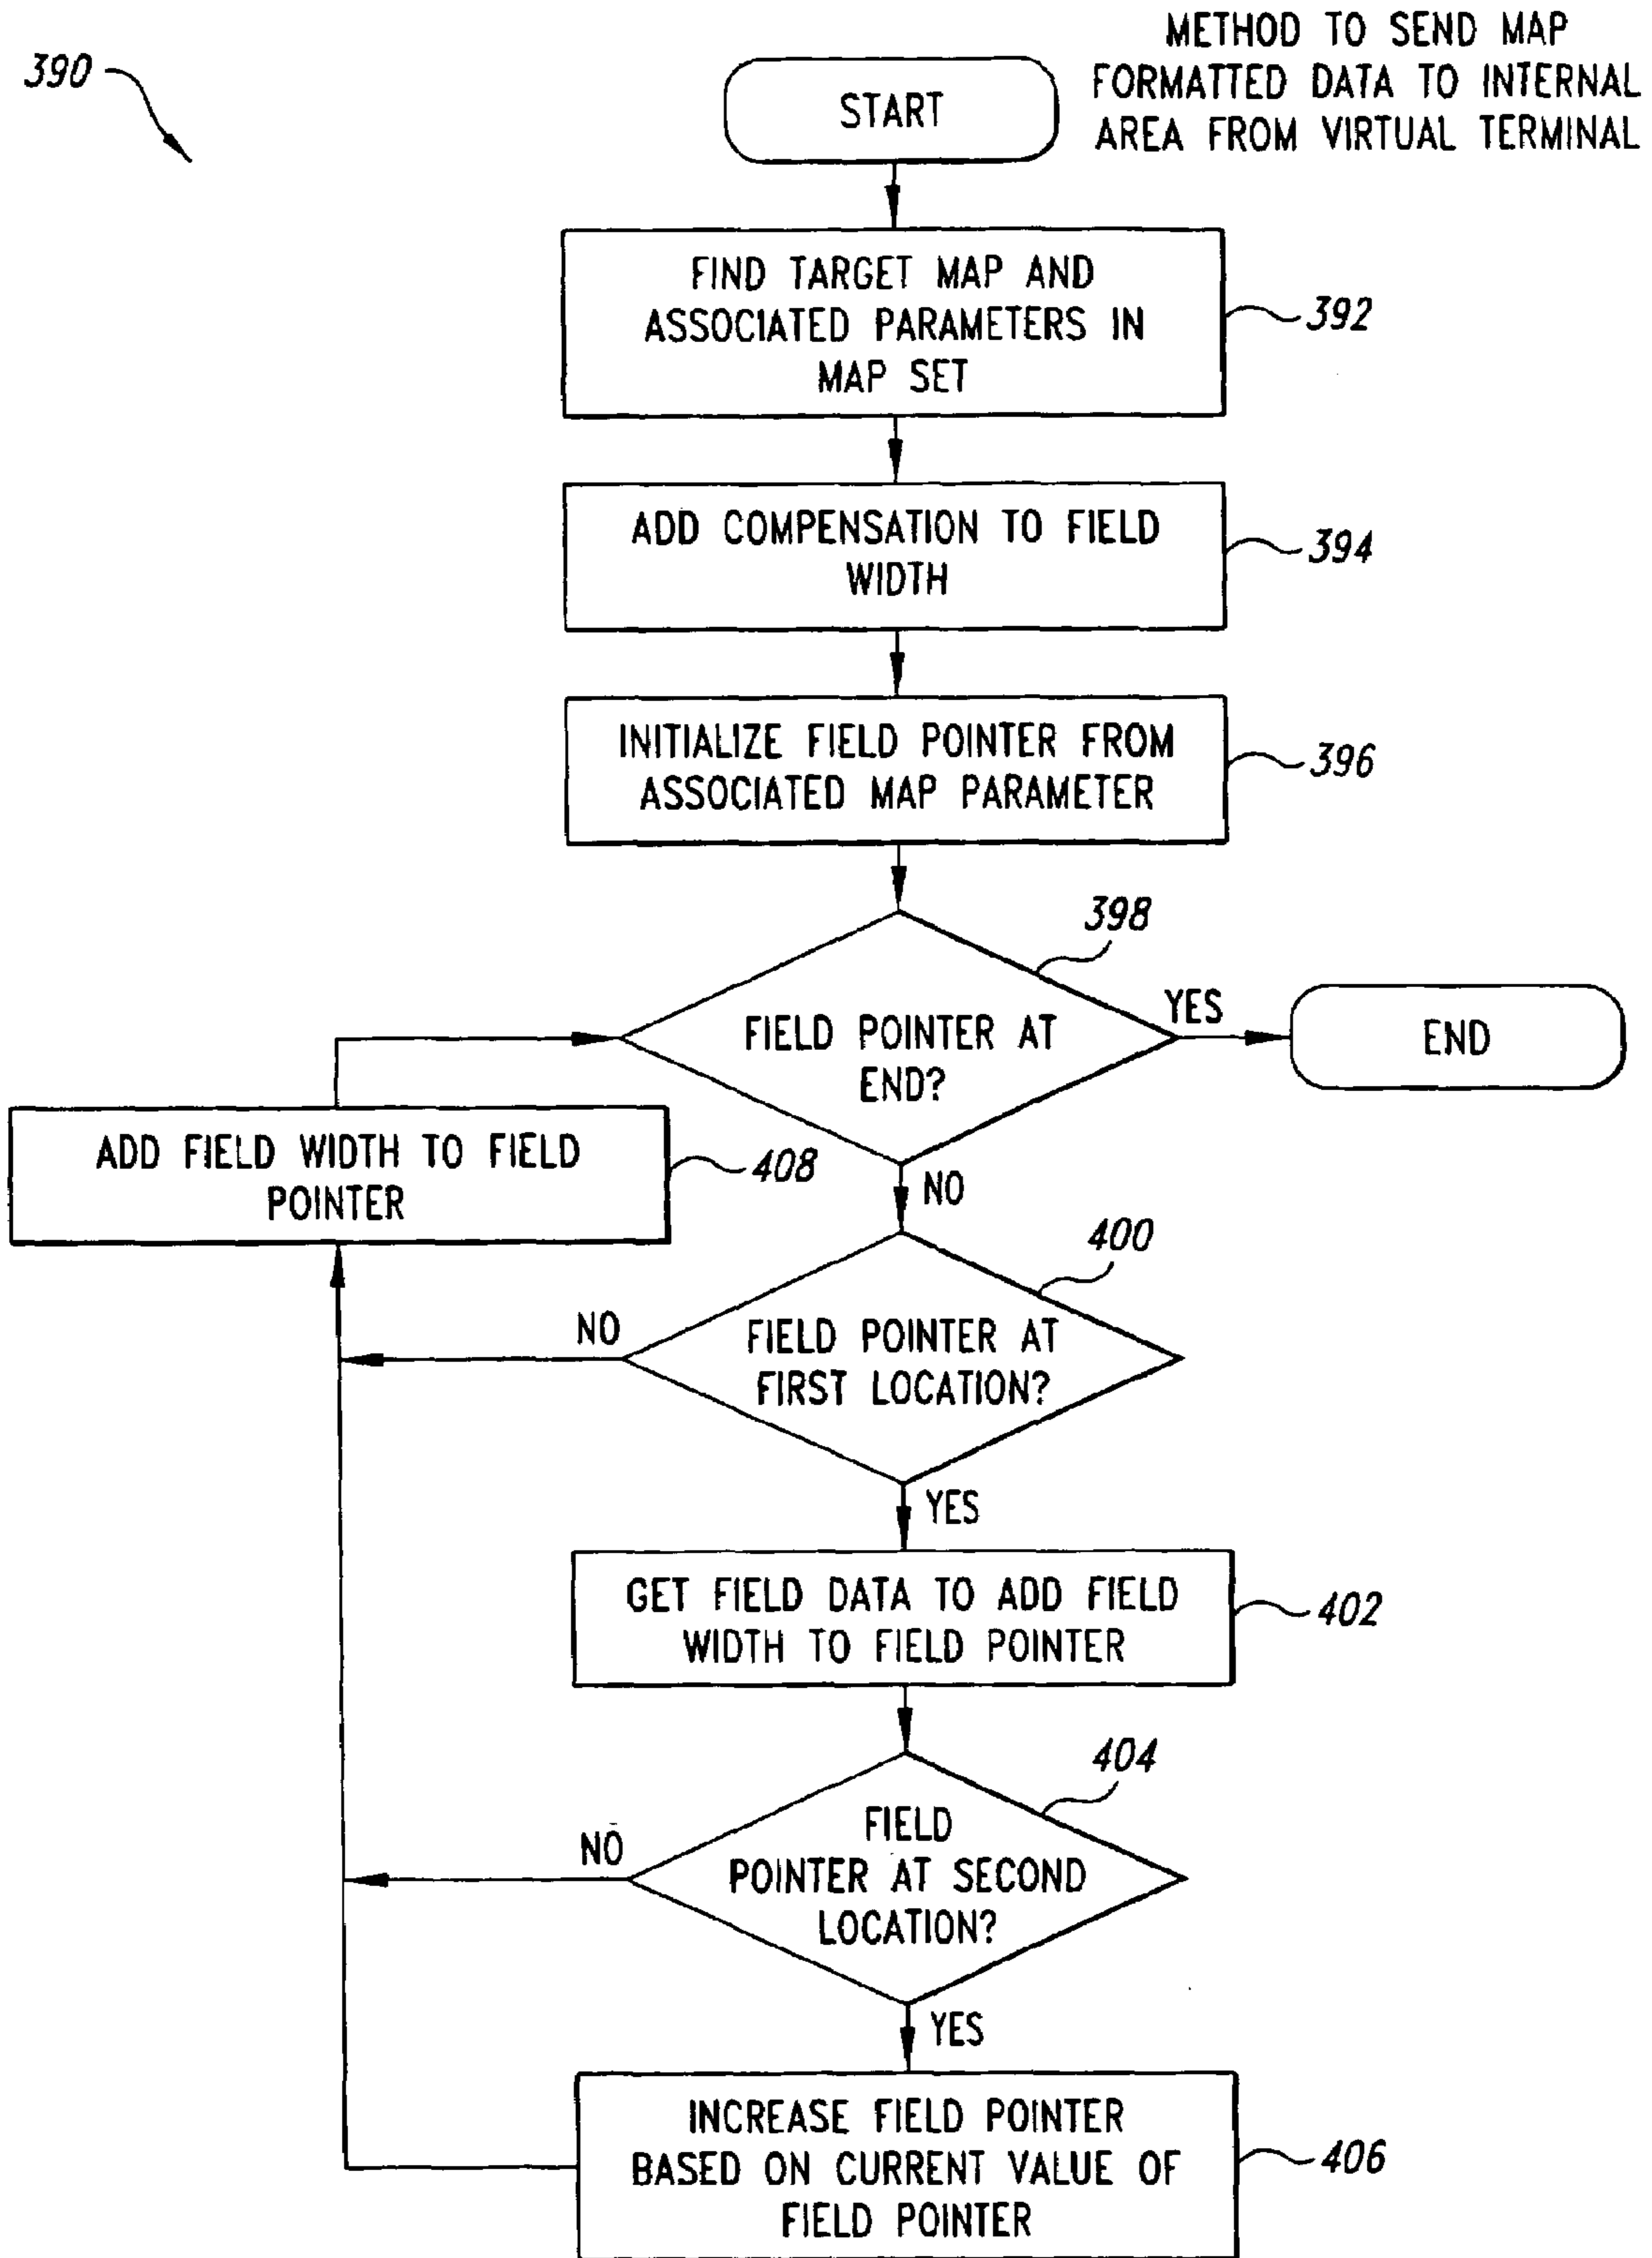 METHOD TO SEND MAP
FORMATTED DATA TO INTERNAL
AREA FROM VIRTUAL TERMINAL
390
START
FIND TARGET MAP AND
ASSOCIATED PARAMETERS IN
MAP SET
392
ADD COMPENSATION TO FIELD
WIDTH
394
INITIALIZE FIELD POINTER FROM
ASSOCIATED MAP PARAMETER
396
398
FIELD POINTER AT
END?
YES
END
NO
ADD FIELD WIDTH TO FIELD
POINTER
408
400
FIELD POINTER AT
FIRST LOCATION?
NO
YES
GET FIELD DATA TO ADD FIELD
WIDTH TO FIELD POINTER
402
404
FIELD
POINTER AT SECOND
LOCATION?
NO
YES
INCREASE FIELD POINTER
BASED ON CURRENT VALUE OF
FIELD POINTER
406